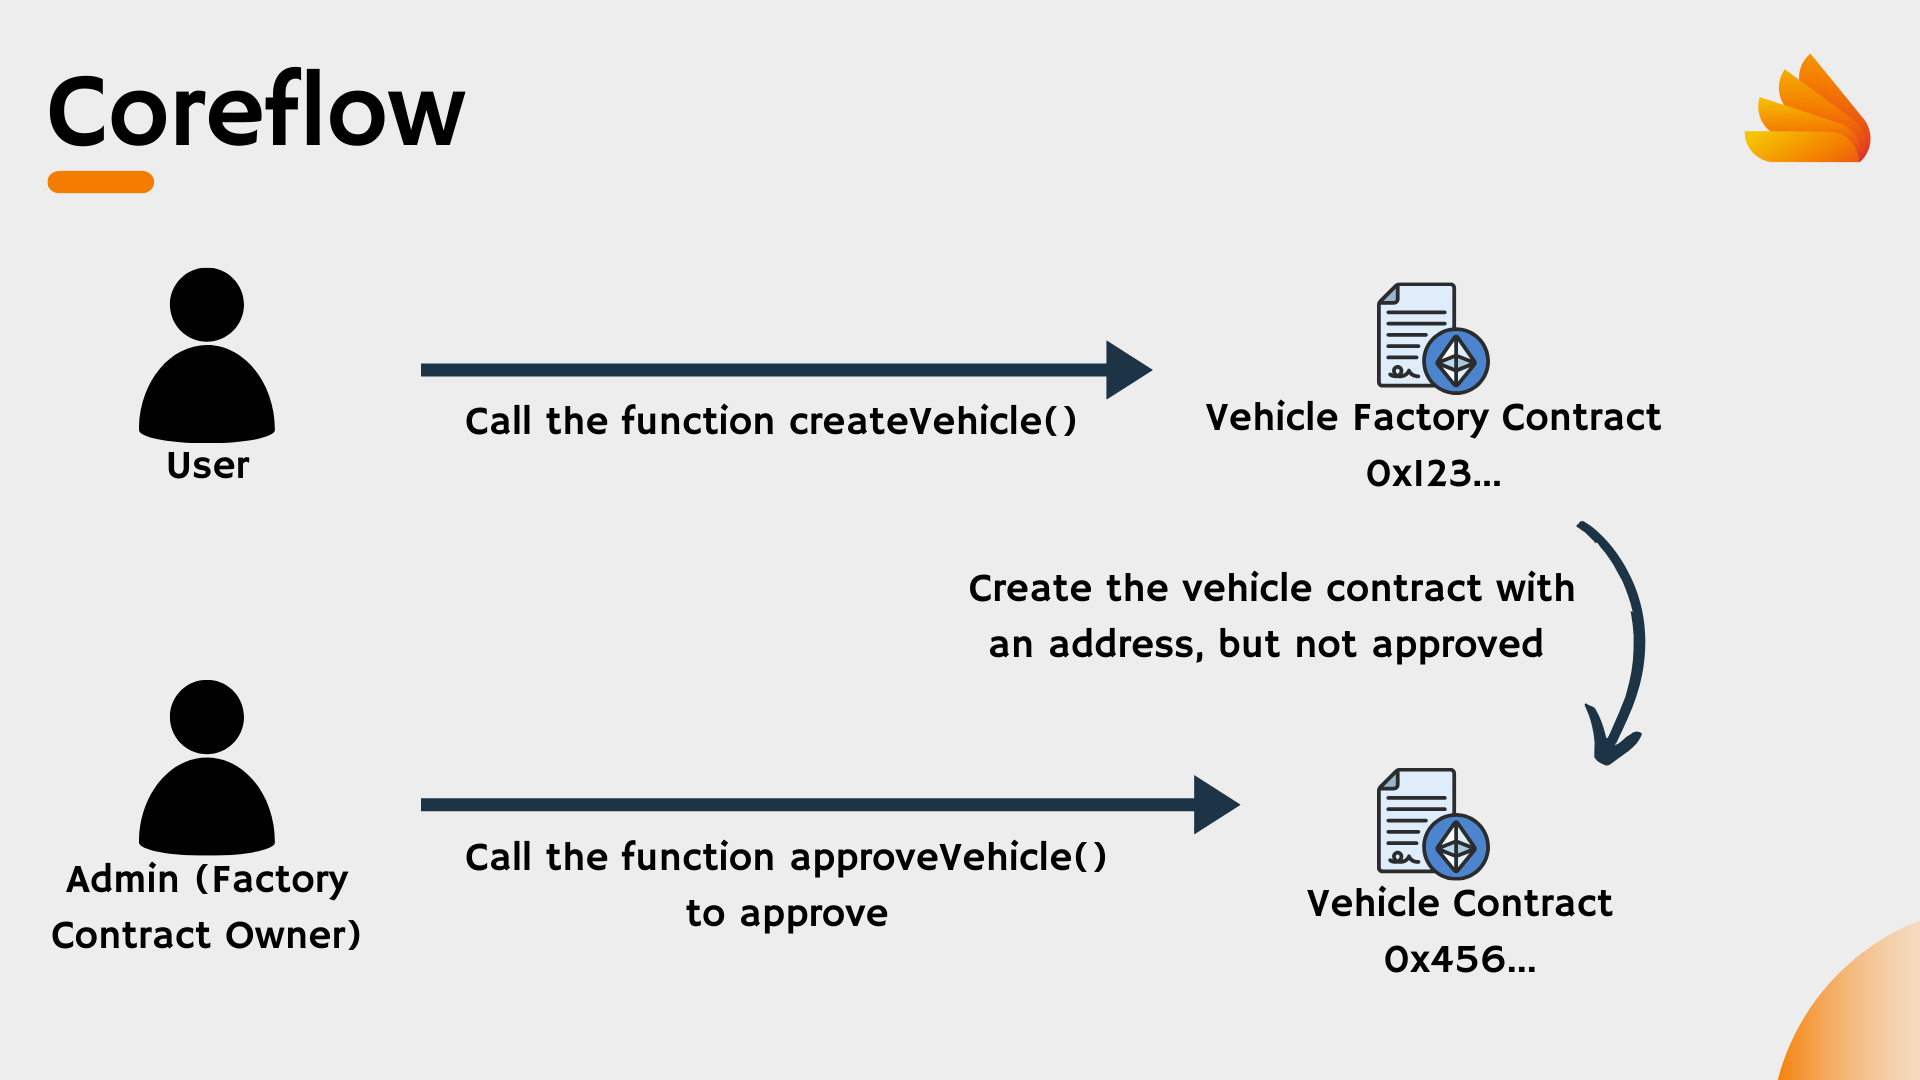 Coreflow
User
Call the function createVehicle()
Vehicle Factory Contract
0x123...
Create the vehicle contract with
an address, but not approved
Admin (Factory
Contract Owner)
Call the function approveVehicle()
to approve
Vehicle Contract
0x456...